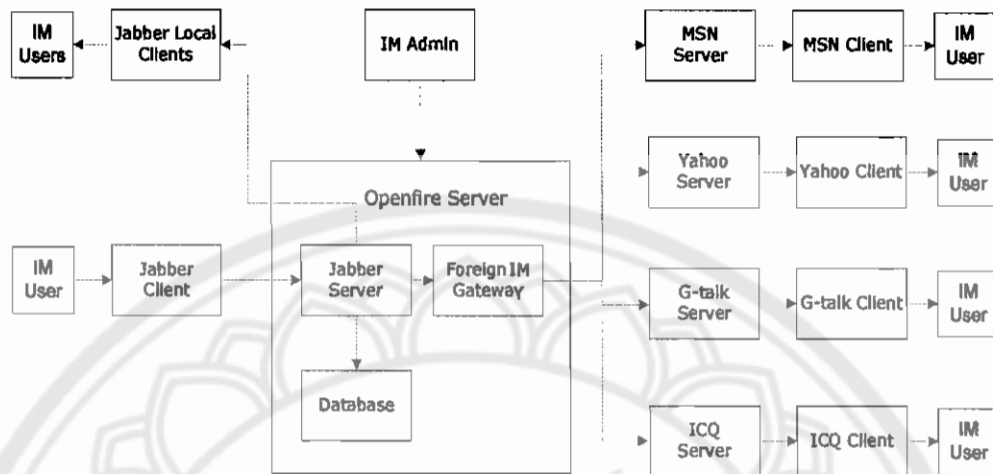 IM
Users
Jabber Local
Clients
IM Admin
MSN
Server
MSN Client
IM
User
Yahoo
Server
Yahoo Client
IM
User
Openfire Server
IM
User
Jabber
Client
Jabber
Server
Foreign IM
Gateway
G-talk
Server
G-talk Client
IM
User
Database
ICQ
Server
ICQ Client
IM
User